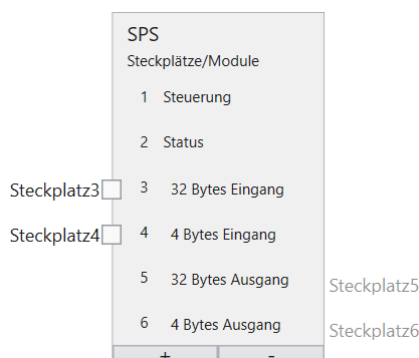 SPS
Steckplätze/Module
1 Steuerung
2 Status
Steckplatz3 3 32 Bytes Eingang
Steckplatz4 4 4 Bytes Eingang
5 32 Bytes Ausgang Steckplatz5
6 4 Bytes Ausgang Steckplatz6
+ -